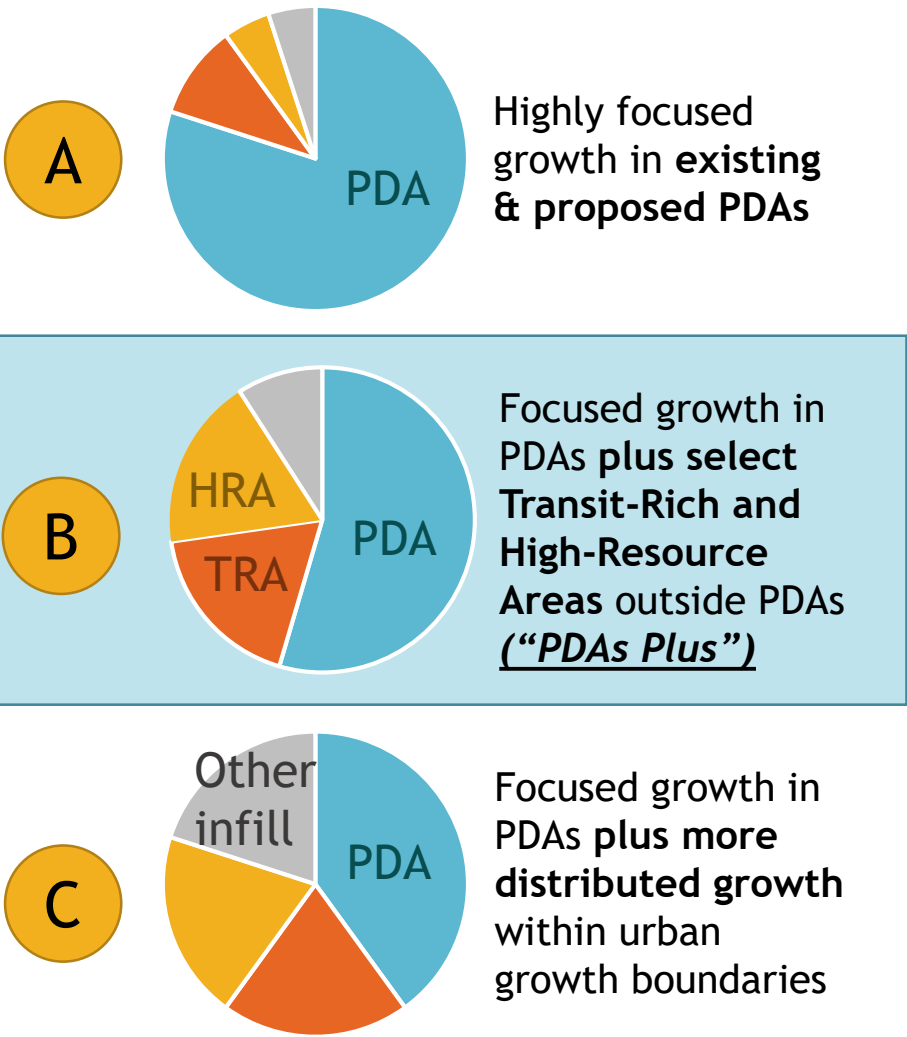 A
PDA
Highly focused
growth in existing
& proposed PDAs
B
HRA
TRA
PDA
Focused growth in
PDAs plus select
Transit-Rich and
High-Resource
Areas outside PDAs
(“PDAs Plus”)
C
Other
infill
PDA
Focused growth in
PDAs plus more
distributed growth
within urban
growth boundaries